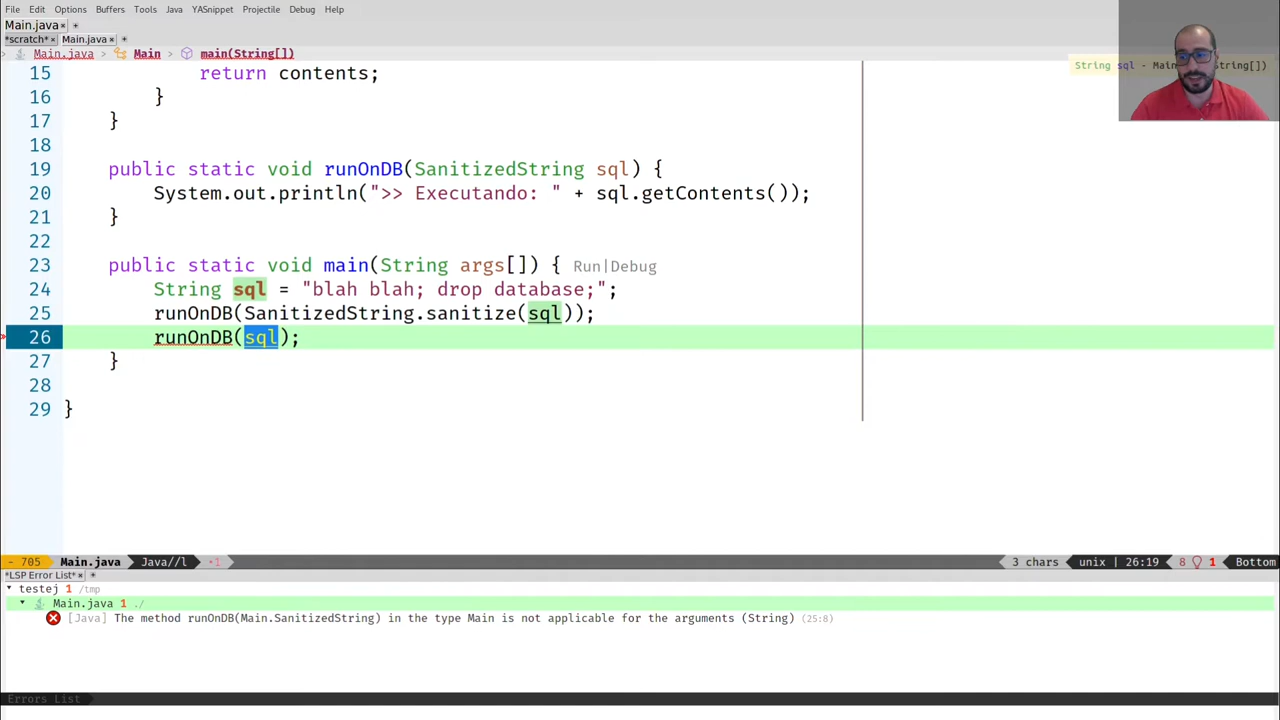 File Edit Options Buffers Tools Java YASnippet Projectile Debug Help
Main.java × +
*scratch* × Main.java × +
> Main.java > Main > main(String[])
String sql - Main tring[])
15 return contents;
16 }
17 }
18
19 public static void runOnDB(SanitizedString sql) {
20 System.out.println(">> Executando: " + sql.getContents());
21 }
22
23 public static void main(String args[]) { Run|Debug
24 String sql = "blah blah; drop database;";
25 runOnDB(SanitizedString.sanitize(sql));
26 runOnDB(sql);
27 }
28
29 }
- 705 Main.java Java//l •1 3 chars unix | 26:19 8 1 Bottom
*LSP Error List* × +
testej 1 /tmp
Main.java 1 ./
[Java] The method runOnDB(Main.SanitizedString) in the type Main is not applicable for the arguments (String) (25:8)
Errors List